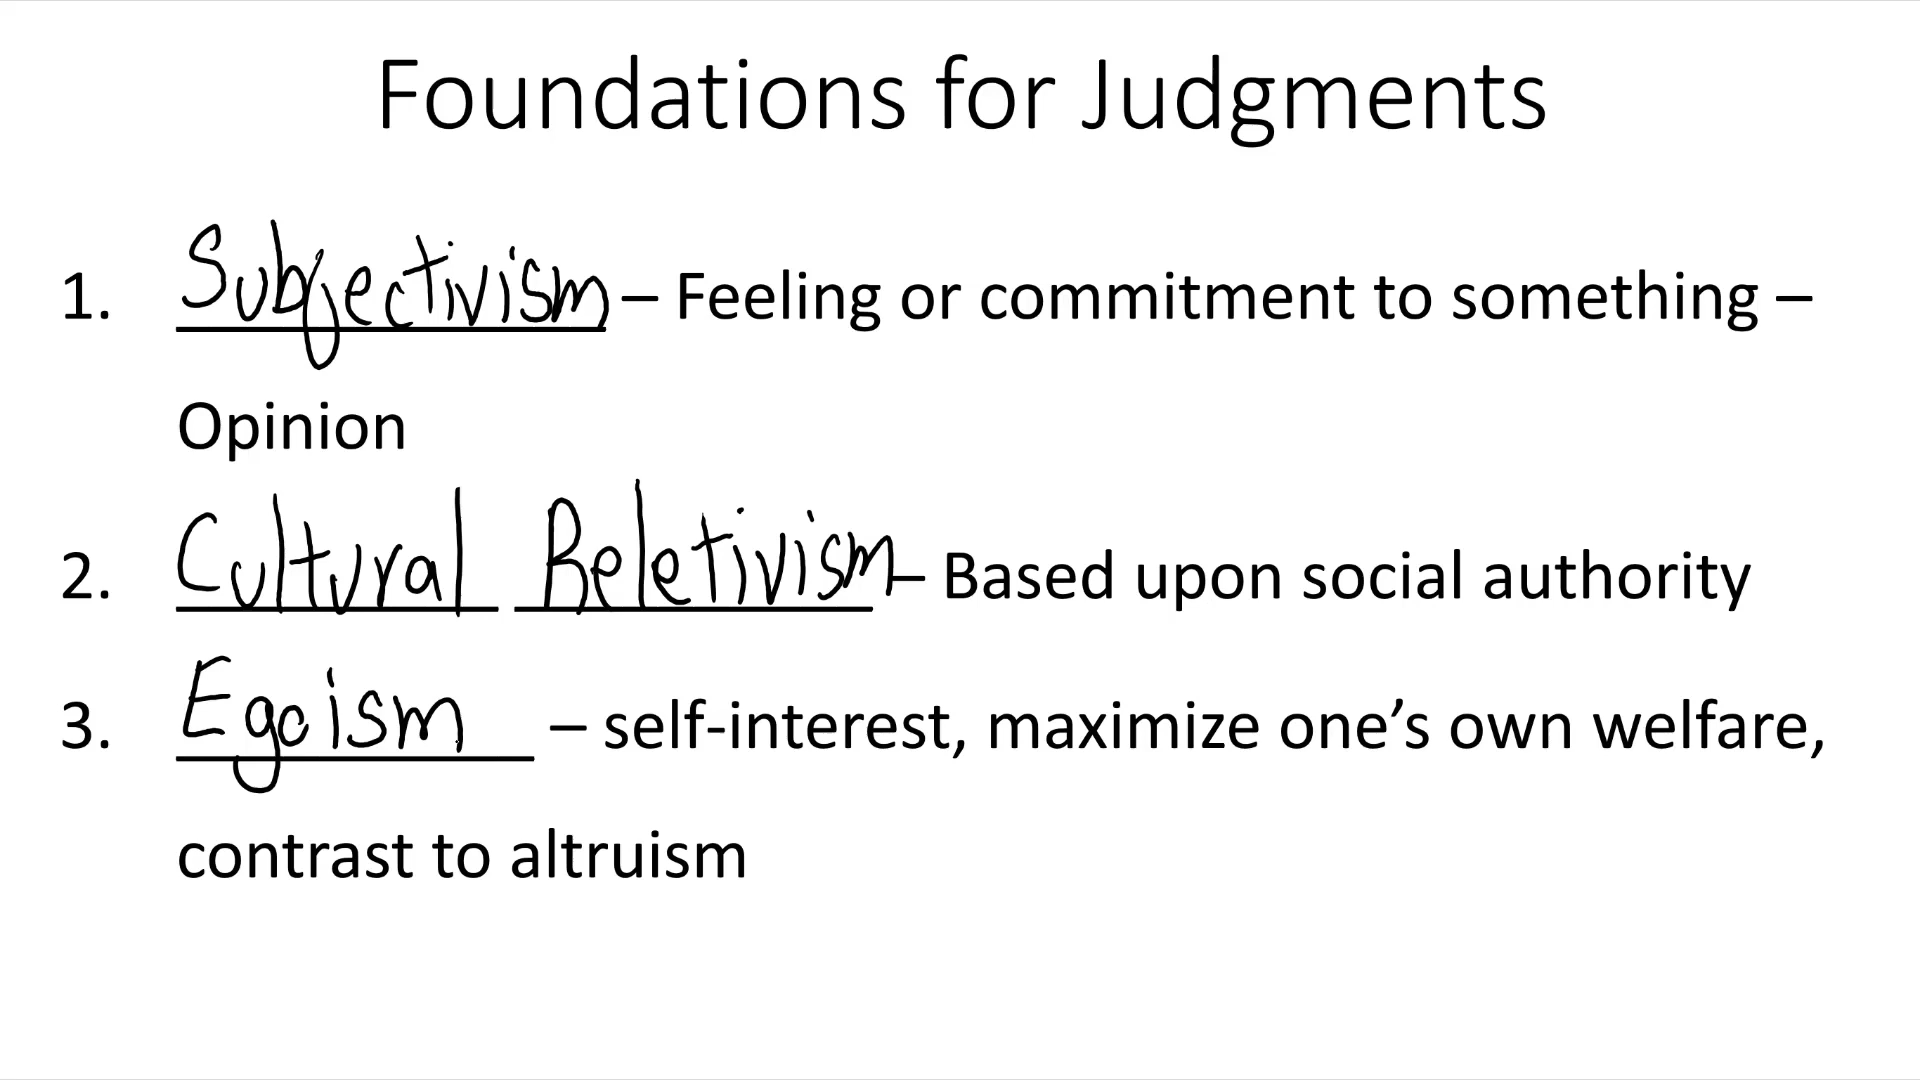 Foundations for Judgments
1. Subjectivism – Feeling or commitment to something –
Opinion
2. Cultural Reletivism – Based upon social authority
3. Egoism – self-interest, maximize one’s own welfare,
contrast to altruism